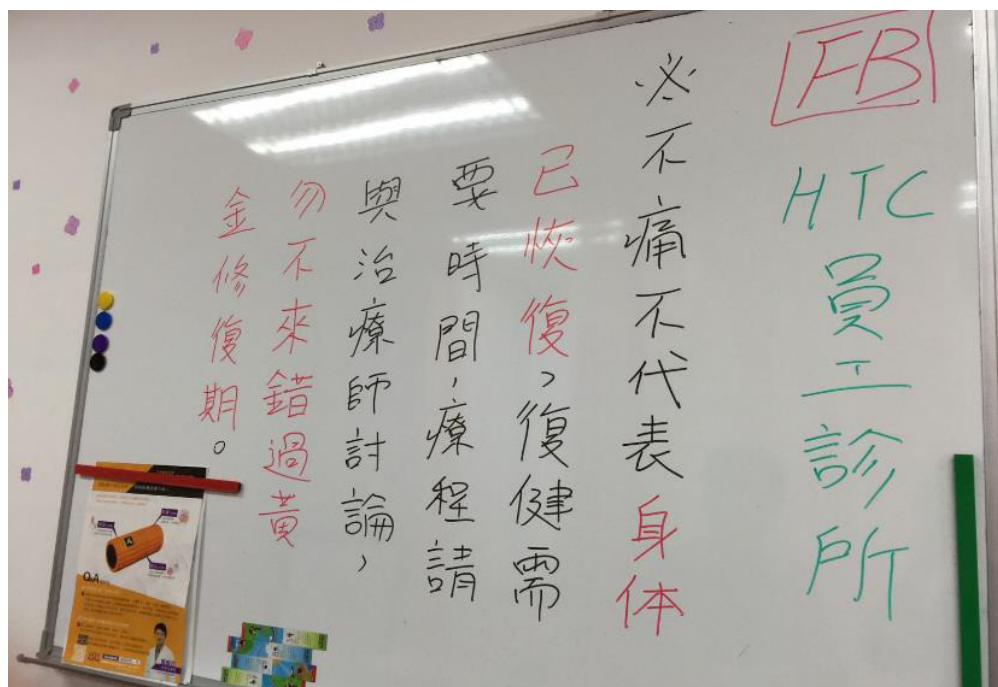 FB
HTC員工診所
※不痛不代表身体
已恢復，復健需
要時間，療程請
與治療師討論，
勿不來錯過黃
金修復期。
Q&A